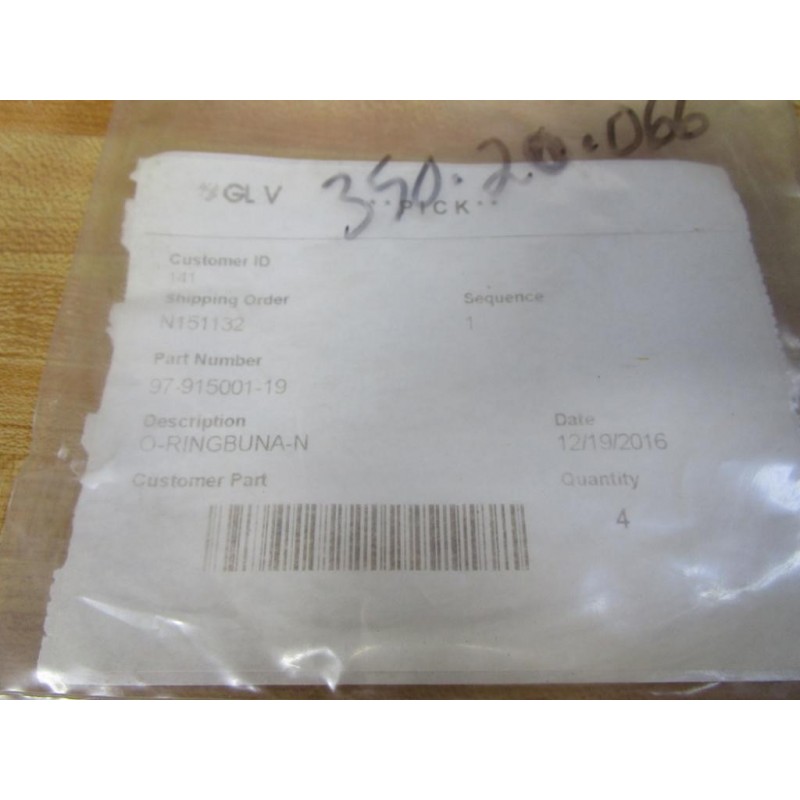 350.20.066
GLV
**PICK**
Customer ID
141
Shipping Order
Sequence
N151132
1
Part Number
97-915001-19
Description
Date
O-RINGBUNA-N
12/19/2016
Customer Part
Quantity
4